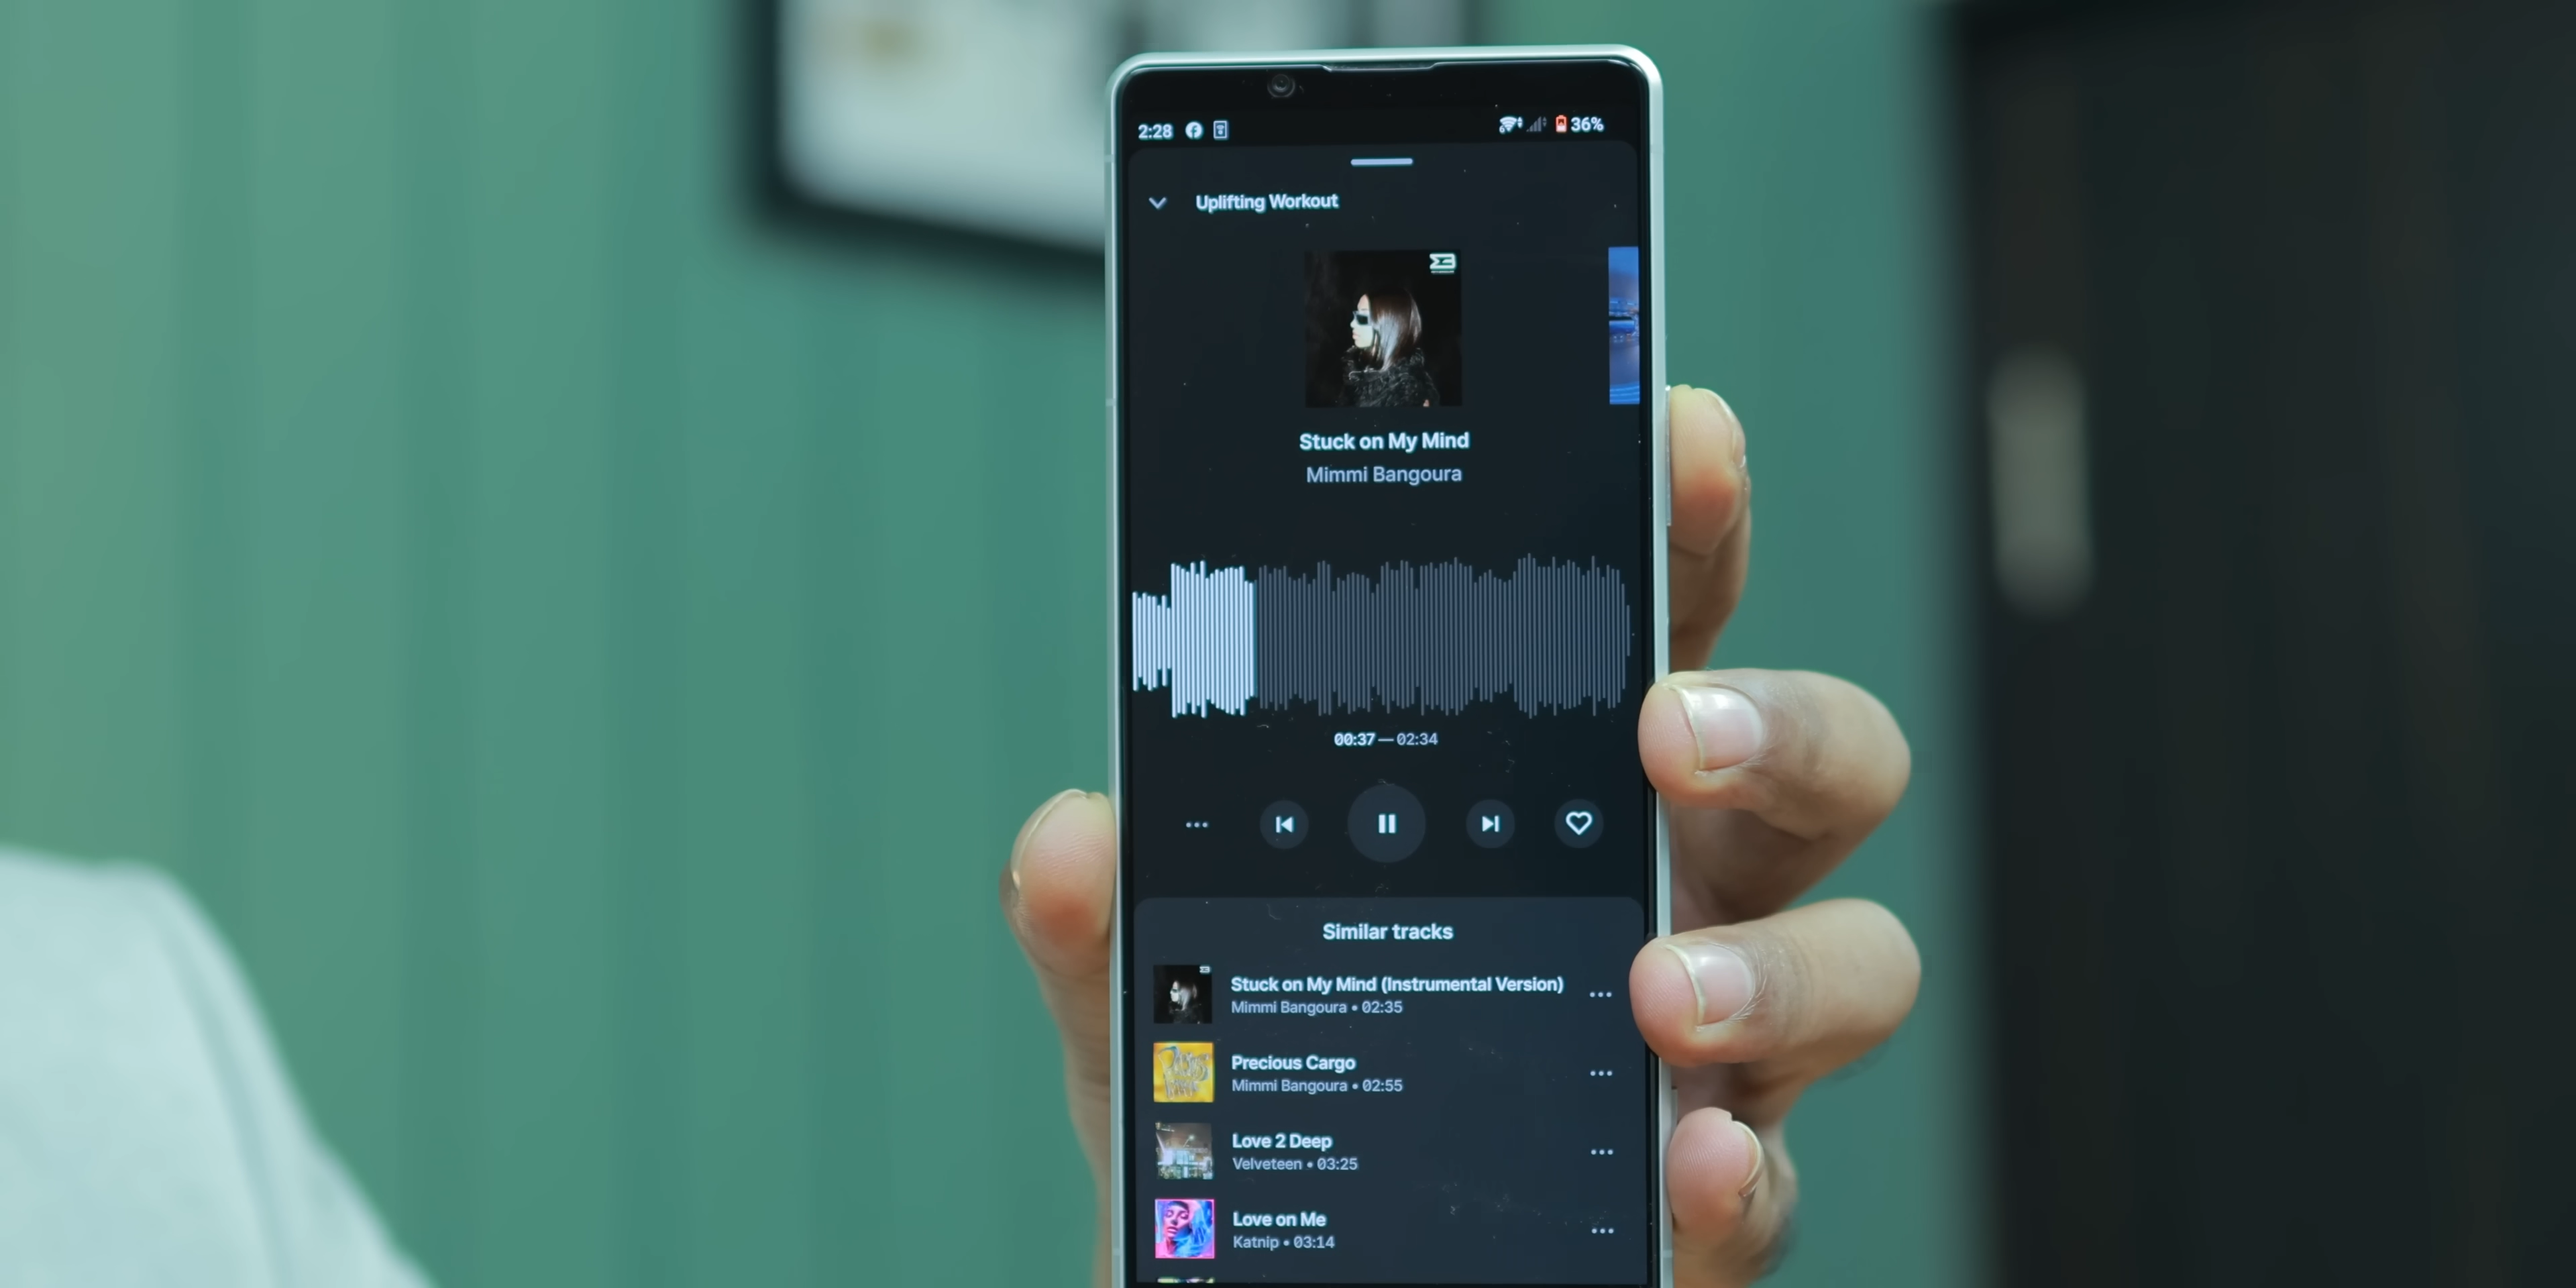 2:28
36%
Uplifting Workout
Stuck on My Mind
Mimmi Bangoura
00:37 — 02:34
Similar tracks
Stuck on My Mind (Instrumental Version)
Mimmi Bangoura • 02:35
Precious Cargo
Mimmi Bangoura • 02:55
Love 2 Deep
Velveteen • 03:25
Love on Me
Katnip • 03:14